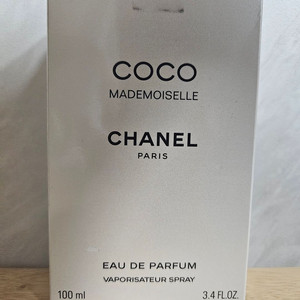 COCO
MADEMOISELLE
CHANEL
PARIS
EAU DE PARFUM
VAPORISATEUR SPRAY
100 ml 3.4 FL.OZ.